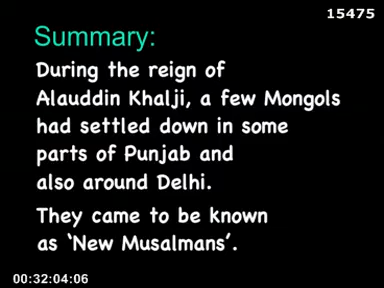 15475
Summary:
During the reign of
Alauddin Khalji, a few Mongols
had settled down in some
parts of Punjab and
also around Delhi.
They came to be known
as ‘New Musalmans’.
00:32:04:06